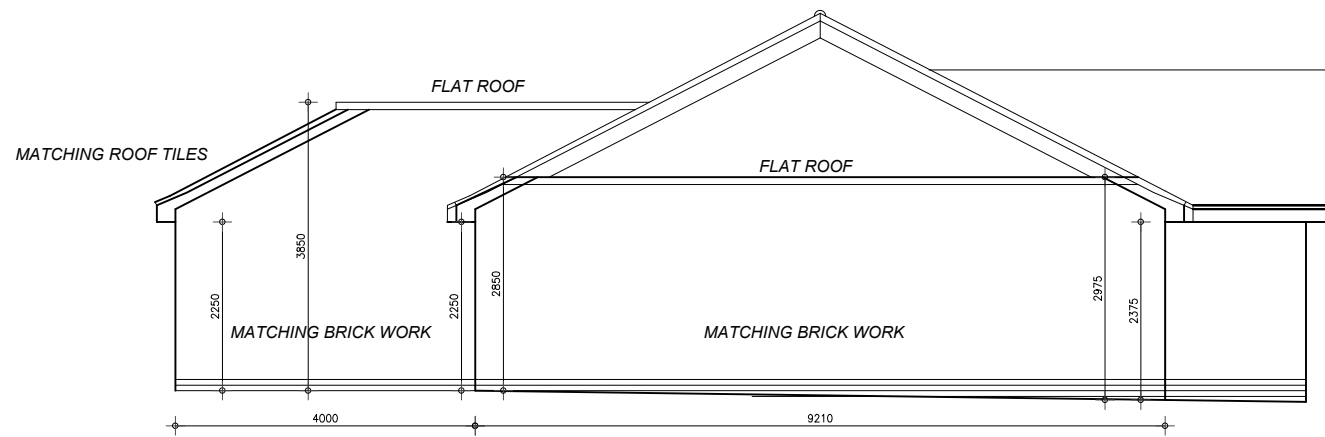 FLAT ROOF
MATCHING ROOF TILES
FLAT ROOF
3850
2250
2250
2850
2975
2375
MATCHING BRICK WORK
MATCHING BRICK WORK
4000
9210